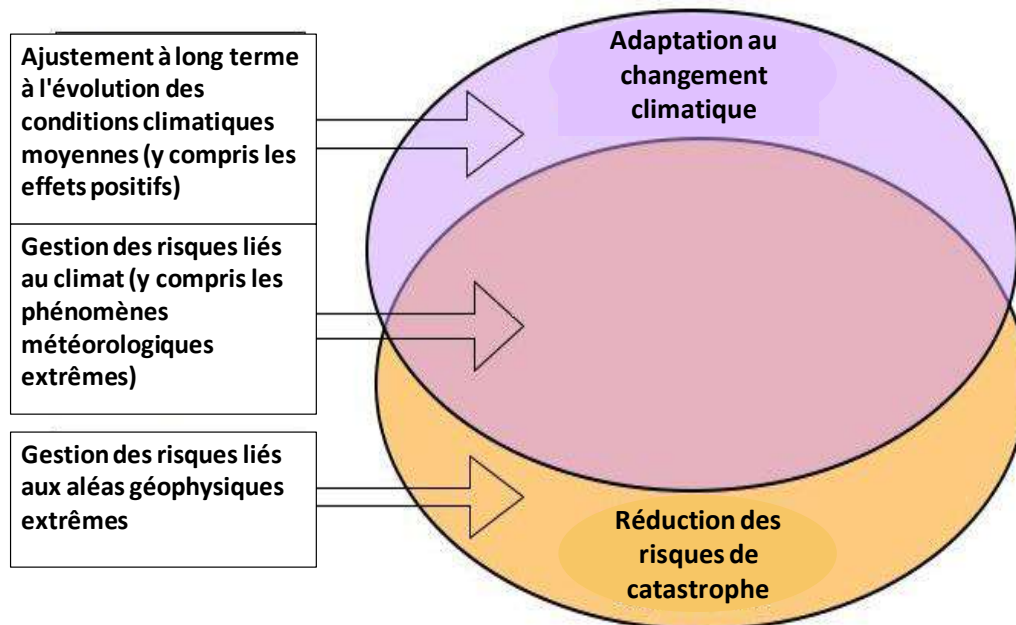 Ajustement à long terme
à l'évolution des
conditions climatiques
moyennes (y compris les
effets positifs)
Gestion des risques liés
au climat (y compris les
phénomènes
météorologiques
extrêmes)
Gestion des risques liés
aux aléas géophysiques
extrêmes
Adaptation au
changement
climatique
Réduction des
risques de
catastrophe